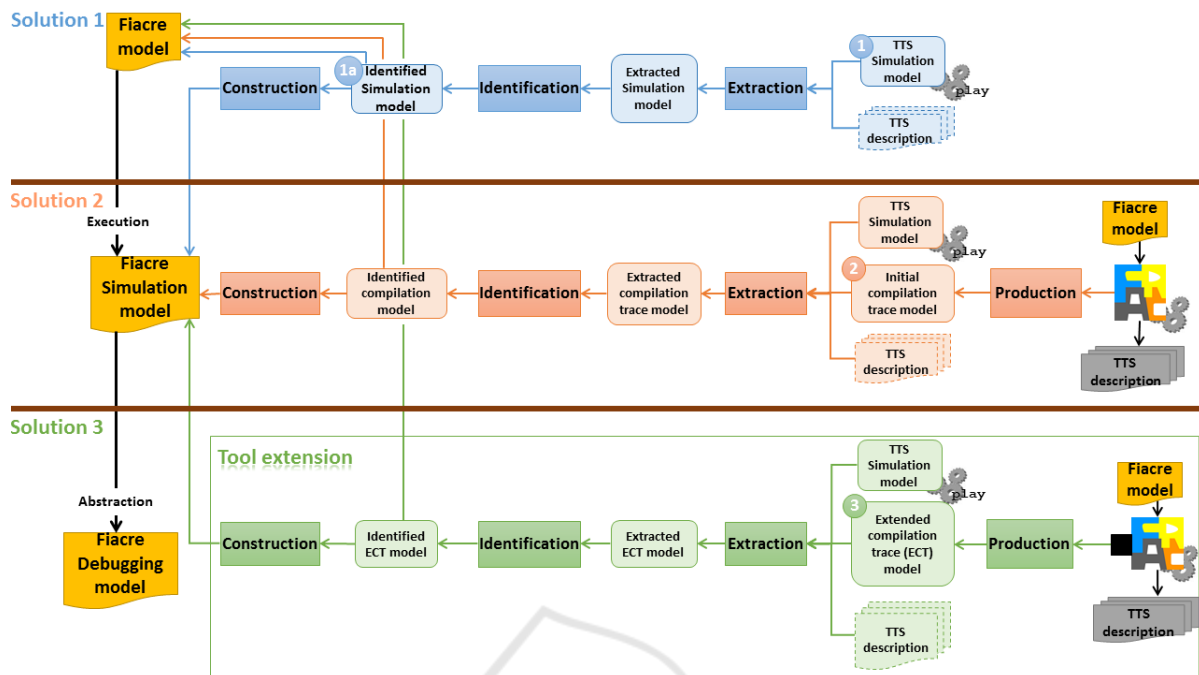 Solution 1
Fiacre
model
1a
Identified
Simulation
model
Construction
Identification
Extracted
Simulation
model
Extraction
1
TTS
Simulation
model
play
TTS
description
Solution 2
Execution
Fiacre
Simulation
model
Construction
Identified
compilation
model
Identification
Extracted
compilation
trace model
Extraction
TTS
Simulation
model
play
2
Initial
compilation
trace model
TTS
description
Production
Fiacre
model
FRAC
TTS
description
Solution 3
Tool extension
Abstraction
Fiacre
Debugging
model
Construction
Identified
ECT model
Identification
Extracted
ECT model
Extraction
TTS
Simulation
model
play
3
Extended
compilation
trace (ECT)
model
TTS
description
Production
Fiacre
model
FRAC
TTS
description